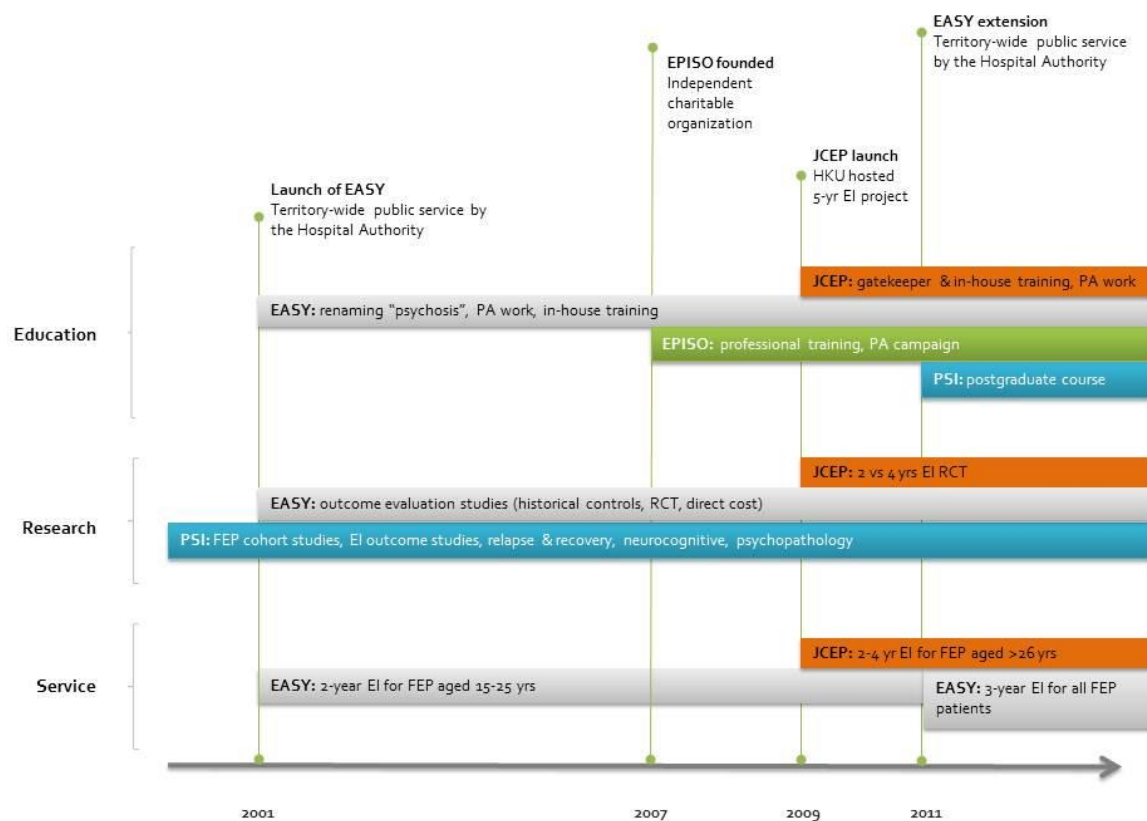 EASY extension
Territory-wide public service
by the Hospital Authority
EPISO founded
Independent
charitable
organization
JCEP launch
HKU hosted
5-yr EI project
Launch of EASY
Territory-wide public service by
the Hospital Authority
Education
JCEP: gatekeeper & in-house training, PA work
EASY: renaming “psychosis”, PA work, in-house training
EPISO: professional training, PA campaign
PSI: postgraduate course
Research
JCEP: 2 vs 4 yrs EI RCT
EASY: outcome evaluation studies (historical controls, RCT, direct cost)
PSI: FEP cohort studies, EI outcome studies, relapse & recovery, neurocognitive, psychopathology
Service
JCEP: 2-4 yr EI for FEP aged >26 yrs
EASY: 2-year EI for FEP aged 15-25 yrs
EASY: 3-year EI for all FEP
patients
2001
2007
2009
2011